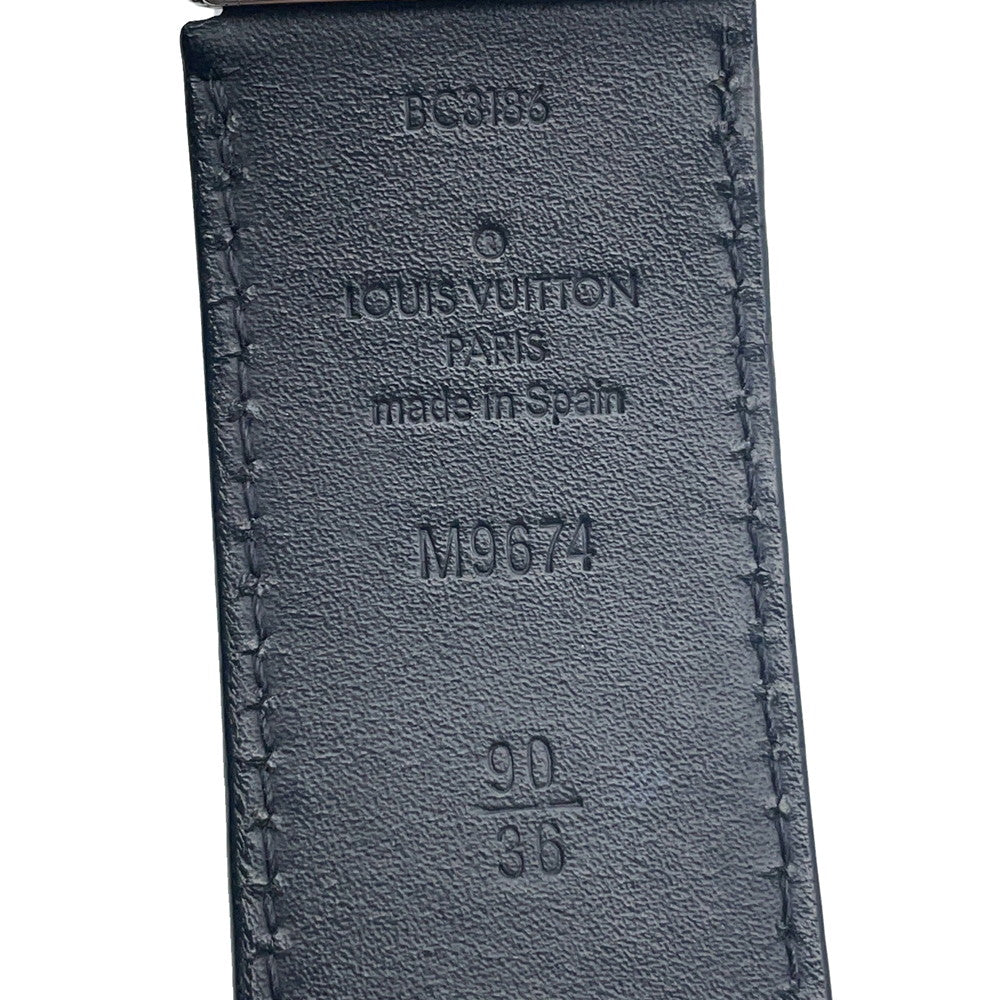 BC3186
LOUIS VUITTON
PARIS
made in Spain
M9674
90
36